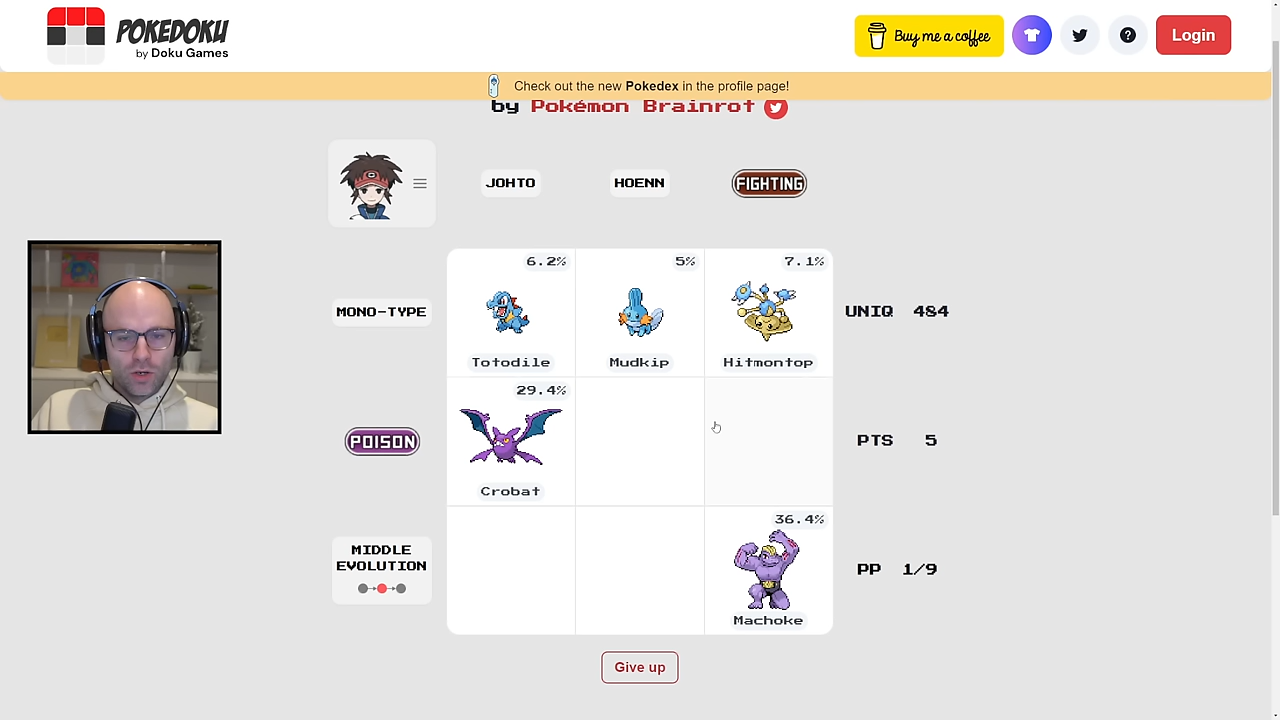 POKEDOKU
by Doku Games
Buy me a coffee
Login
Check out the new Pokedex in the profile page!
by Pokémon Brainrot
JOHTO
HOENN
FIGHTING
6.2%
5%
7.1%
MONO-TYPE
UNIQ 484
Totodile
Mudkip
Hitmontop
29.4%
POISON
PTS 5
Crobat
36.4%
MIDDLE
EVOLUTION
PP 1/9
Machoke
Give up